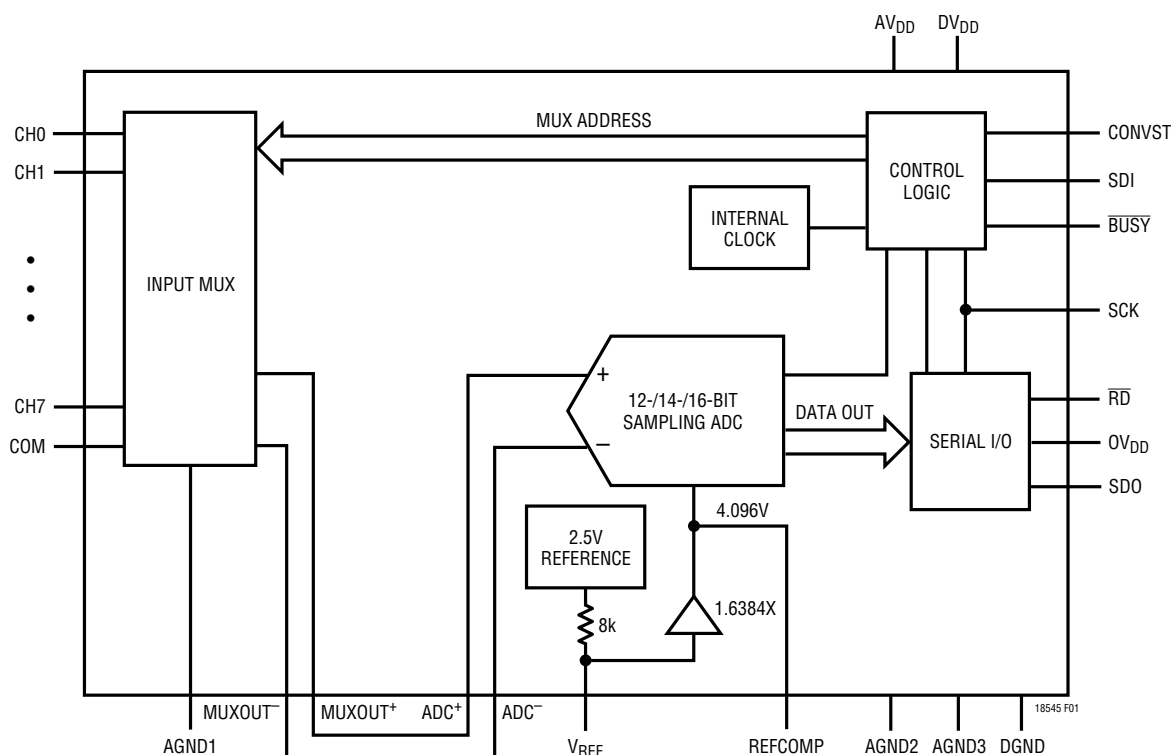 AVDD DVDD
CH0
CH1
CH7
COM
INPUT MUX
MUX ADDRESS
CONTROL
LOGIC
INTERNAL
CLOCK
CONVST
SDI
BUSY
SCK
RD
OVDD
SDO
+
12-/14-/16-BIT
SAMPLING ADC
–
DATA OUT
SERIAL I/O
4.096V
2.5V
REFERENCE
8k
1.6384X
18545 F01
MUXOUT– MUXOUT+ ADC+ ADC–
AGND1 VREF REFCOMP AGND2 AGND3 DGND